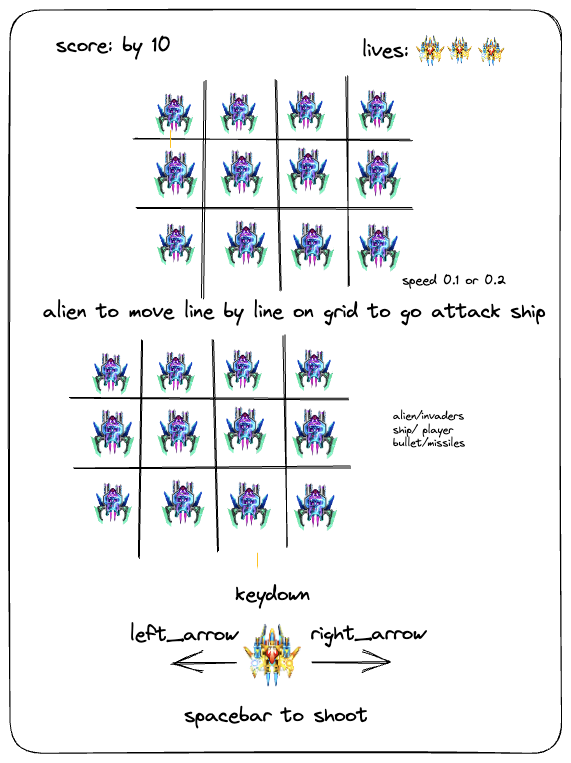 score: by 10
lives:
speed 0.1 or 0.2
alien to move line by line on grid to go attack ship
alien/invaders
ship/ player
bullet/missiles
keydown
left_arrow
right_arrow
spacebar to shoot